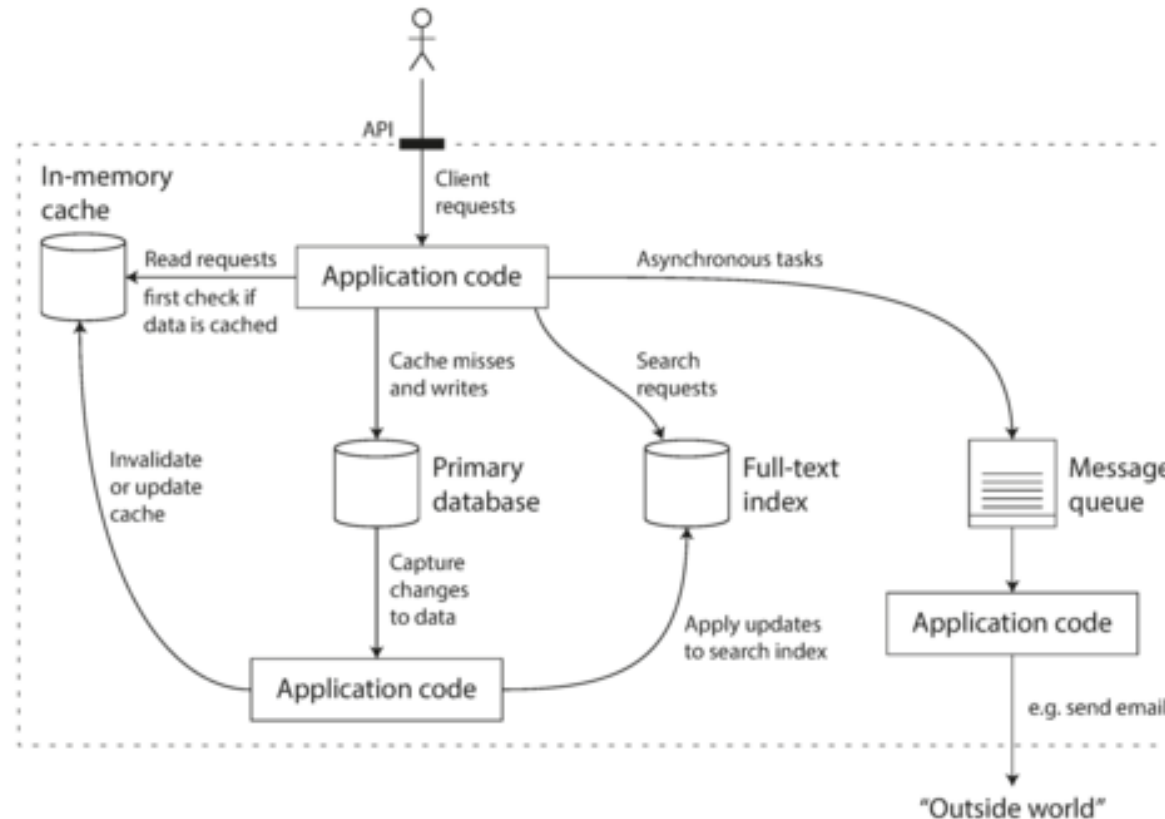 API
Client
requests
In-memory
cache
Read requests
first check if
data is cached
Application code
Asynchronous tasks
Cache misses
and writes
Search
requests
Invalidate
or update
cache
Primary
database
Full-text
index
Message
queue
Capture
changes
to data
Apply updates
to search index
Application code
Application code
e.g. send email
“Outside world”